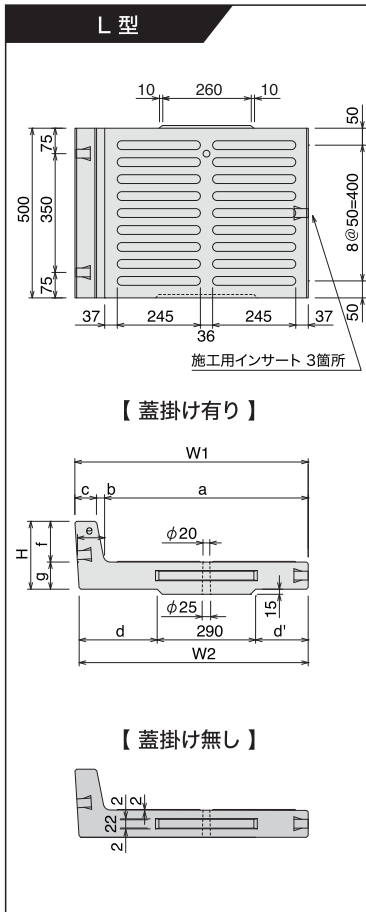 L 型
10 260 10
50
75
500
350
8@50=400
75
37 245 245 37
36
50
施工用インサート 3箇所
【 蓋掛け有り 】
W1
c b a
e
H f
φ20
g
φ25
15
d 290 d'
W2
【 蓋掛け無し 】
2 2
22
2